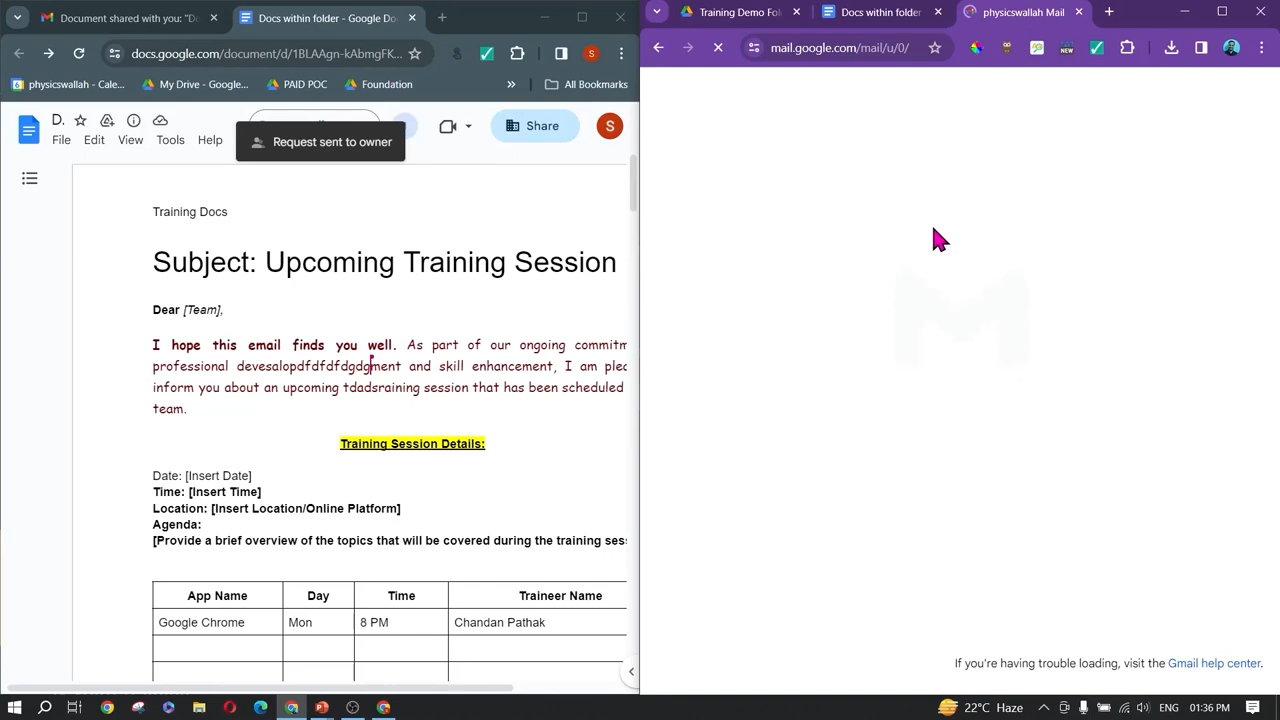 Document shared with you: "D
Docs within folder - Google Doc
docs.google.com/document/d/1BLAAgn-kAbmgFK
S
physicswallah - Cale...
My Drive - Google...
PAID POC
Foundation
»
All Bookmarks
D.
File Edit View Tools Help
Share
S
Request sent to owner
Training Docs
Subject: Upcoming Training Session
Dear [Team],
I hope this email finds you well. As part of our ongoing commitm
professional devesalopdfdfdfdgdgment and skill enhancement, I am plea
inform you about an upcoming tdadsraining session that has been scheduled
team.
Training Session Details:
Date: [Insert Date]
Time: [Insert Time]
Location: [Insert Location/Online Platform]
Agenda:
[Provide a brief overview of the topics that will be covered during the training sess
App Name Day Time Traineer Name
Google Chrome Mon 8 PM Chandan Pathak
Training Demo Fol
Docs within folder
physicswallah Mail
mail.google.com/mail/u/0/
NEW
If you're having trouble loading, visit the Gmail help center.
22°C Haze
01:36 PM